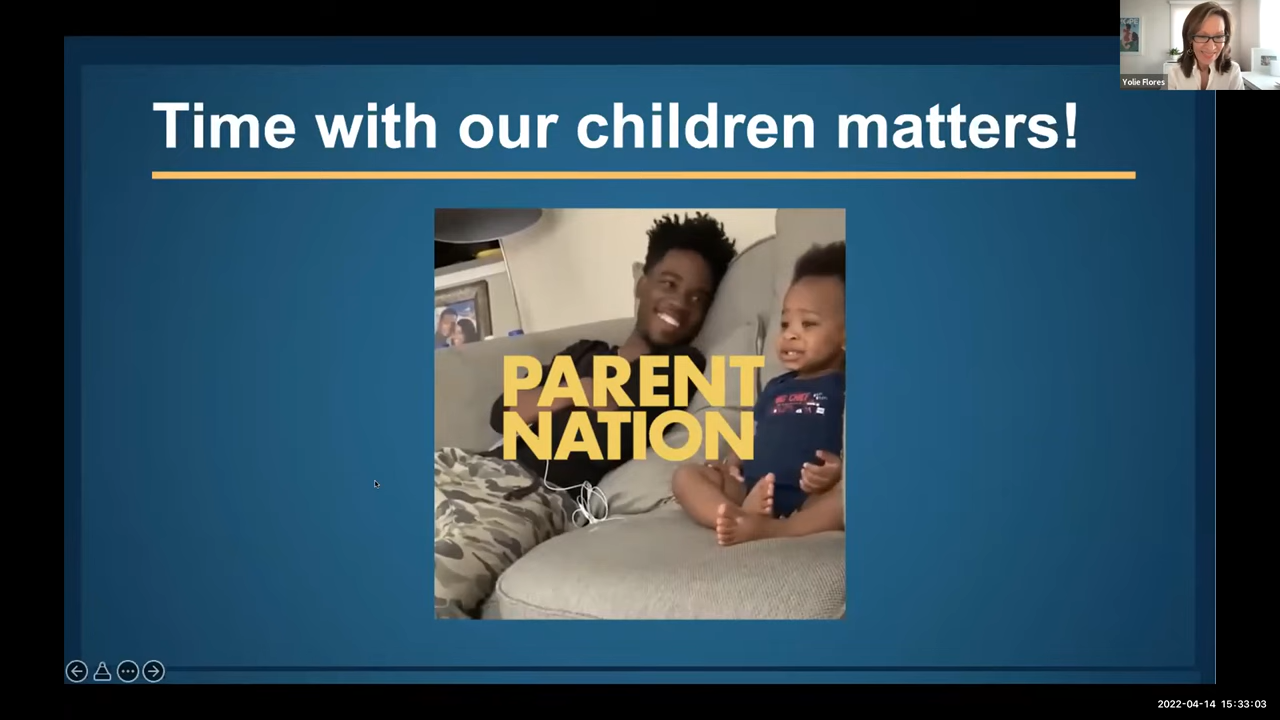 Time with our children matters!
Yolie Flores
PARENT
NATION
2022-04-14 15:33:03